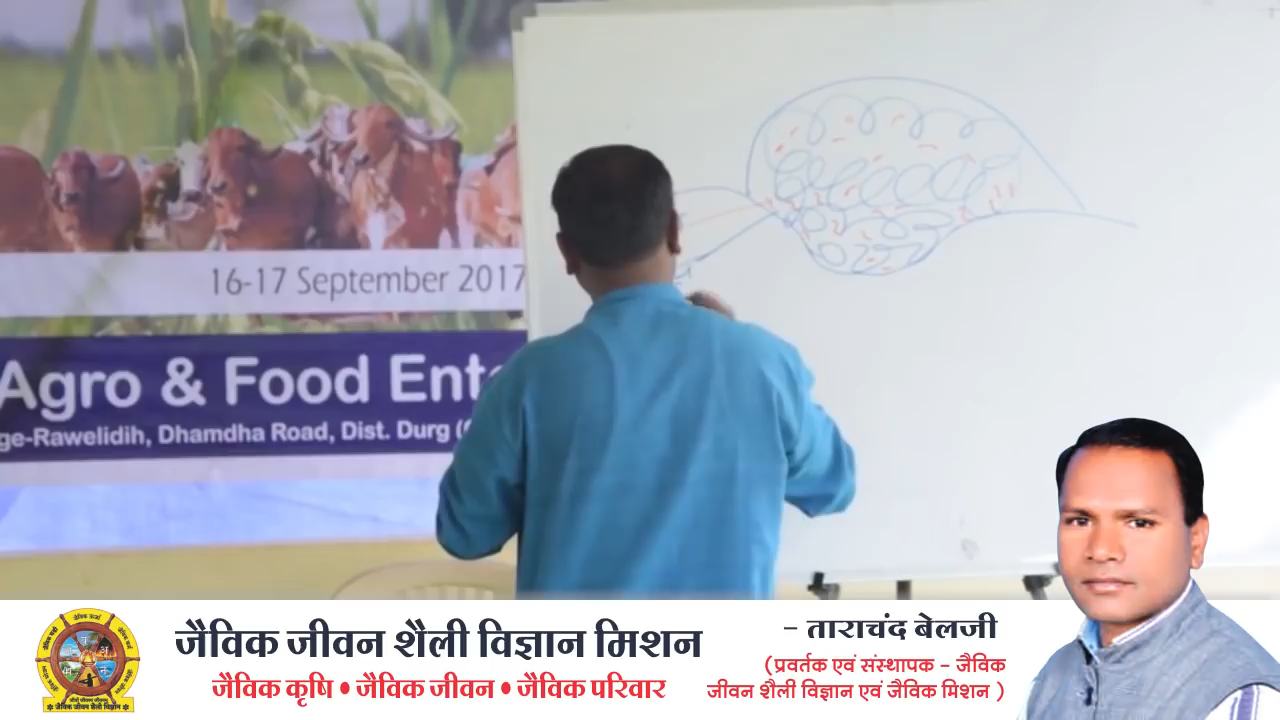 16-17 September 2017
Agro & Food
ge-Rawelidih, Dhamdha Road, Dist. Durg (
जैविक जीवन शैली विज्ञान मिशन
जैविक कृषि • जैविक जीवन • जैविक परिवार
- ताराचंद बेलजी
(प्रवर्तक एवं संस्थापक - जैविक
जीवन शैली विज्ञान एवं जैविक मिशन )
जैविक जीवन शैली विज्ञान